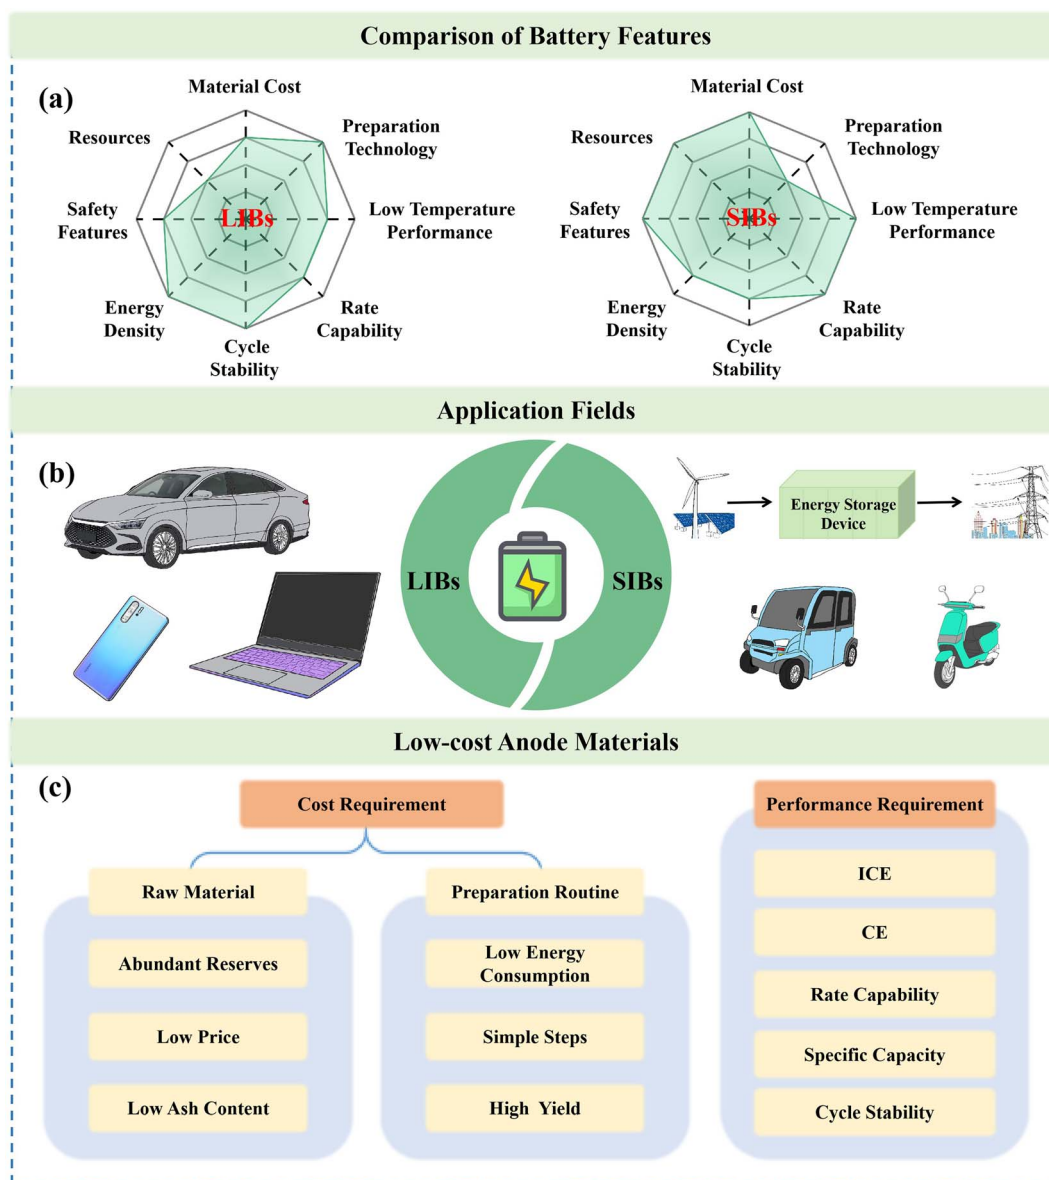 Comparison of Battery Features
(a)
Material Cost
Resources
Preparation
Technology
Safety
Features
LIBs
Low Temperature
Performance
Energy
Density
Rate
Capability
Cycle
Stability
Material Cost
Resources
Preparation
Technology
Safety
Features
SIBs
Low Temperature
Performance
Energy
Density
Rate
Capability
Cycle
Stability
Application Fields
(b)
LIBs
SIBs
Energy Storage
Device
Low-cost Anode Materials
(c)
Cost Requirement
Raw Material
Abundant Reserves
Low Price
Low Ash Content
Preparation Routine
Low Energy
Consumption
Simple Steps
High Yield
Performance Requirement
ICE
CE
Rate Capability
Specific Capacity
Cycle Stability